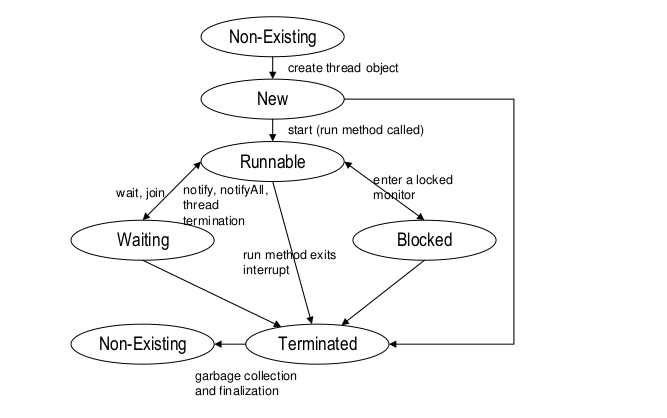 Non-Existing
create thread object
New
start (run method called)
Runnable
wait, join
notify, notifyAll,
thread
termination
enter a locked
monitor
Waiting
Blocked
run method exits
interrupt
Non-Existing
Terminated
garbage collection
and finalization